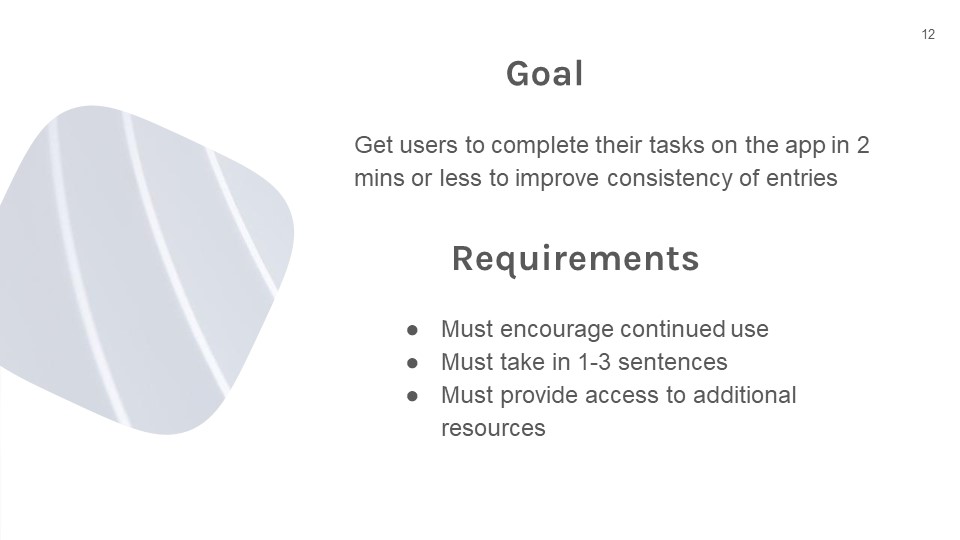 12
Goal
Get users to complete their tasks on the app in 2
mins or less to improve consistency of entries
Requirements
● Must encourage continued use
● Must take in 1-3 sentences
● Must provide access to additional
resources